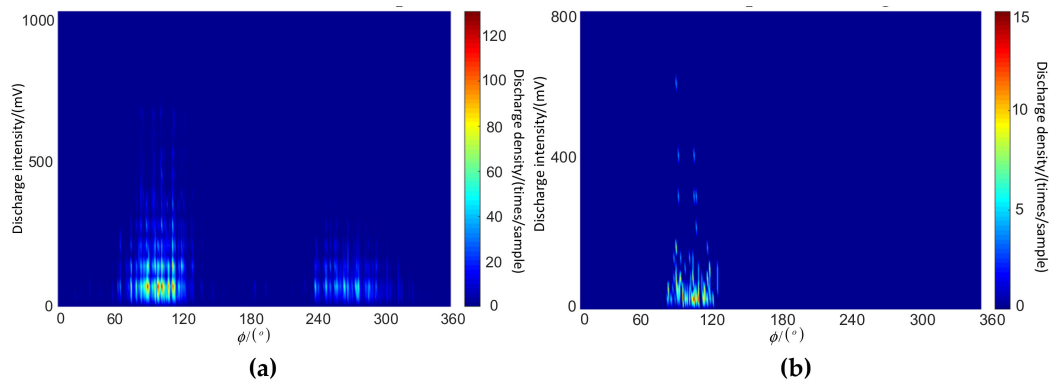 1000
500
0
0 60 120 180 240 300 360
Discharge intensity/(mV)
ϕ/(°)
120
100
80
60
40
20
0
Discharge density/(times/sample)
(a)
800
400
0
0 60 120 180 240 300 360
Discharge intensity/(mV)
ϕ/(°)
15
10
5
0
Discharge density/(times/sample)
(b)